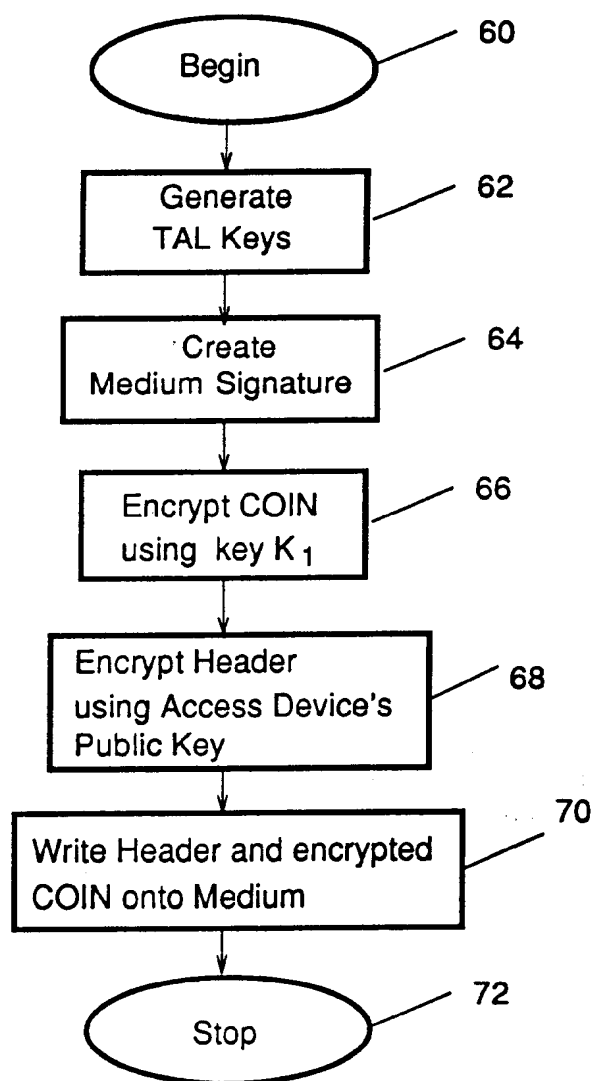 Begin
60
Generate
TAL Keys
62
Create
Medium Signature
64
Encrypt COIN
using key K1
66
Encrypt Header
using Access Device's
Public Key
68
Write Header and encrypted
COIN onto Medium
70
Stop
72